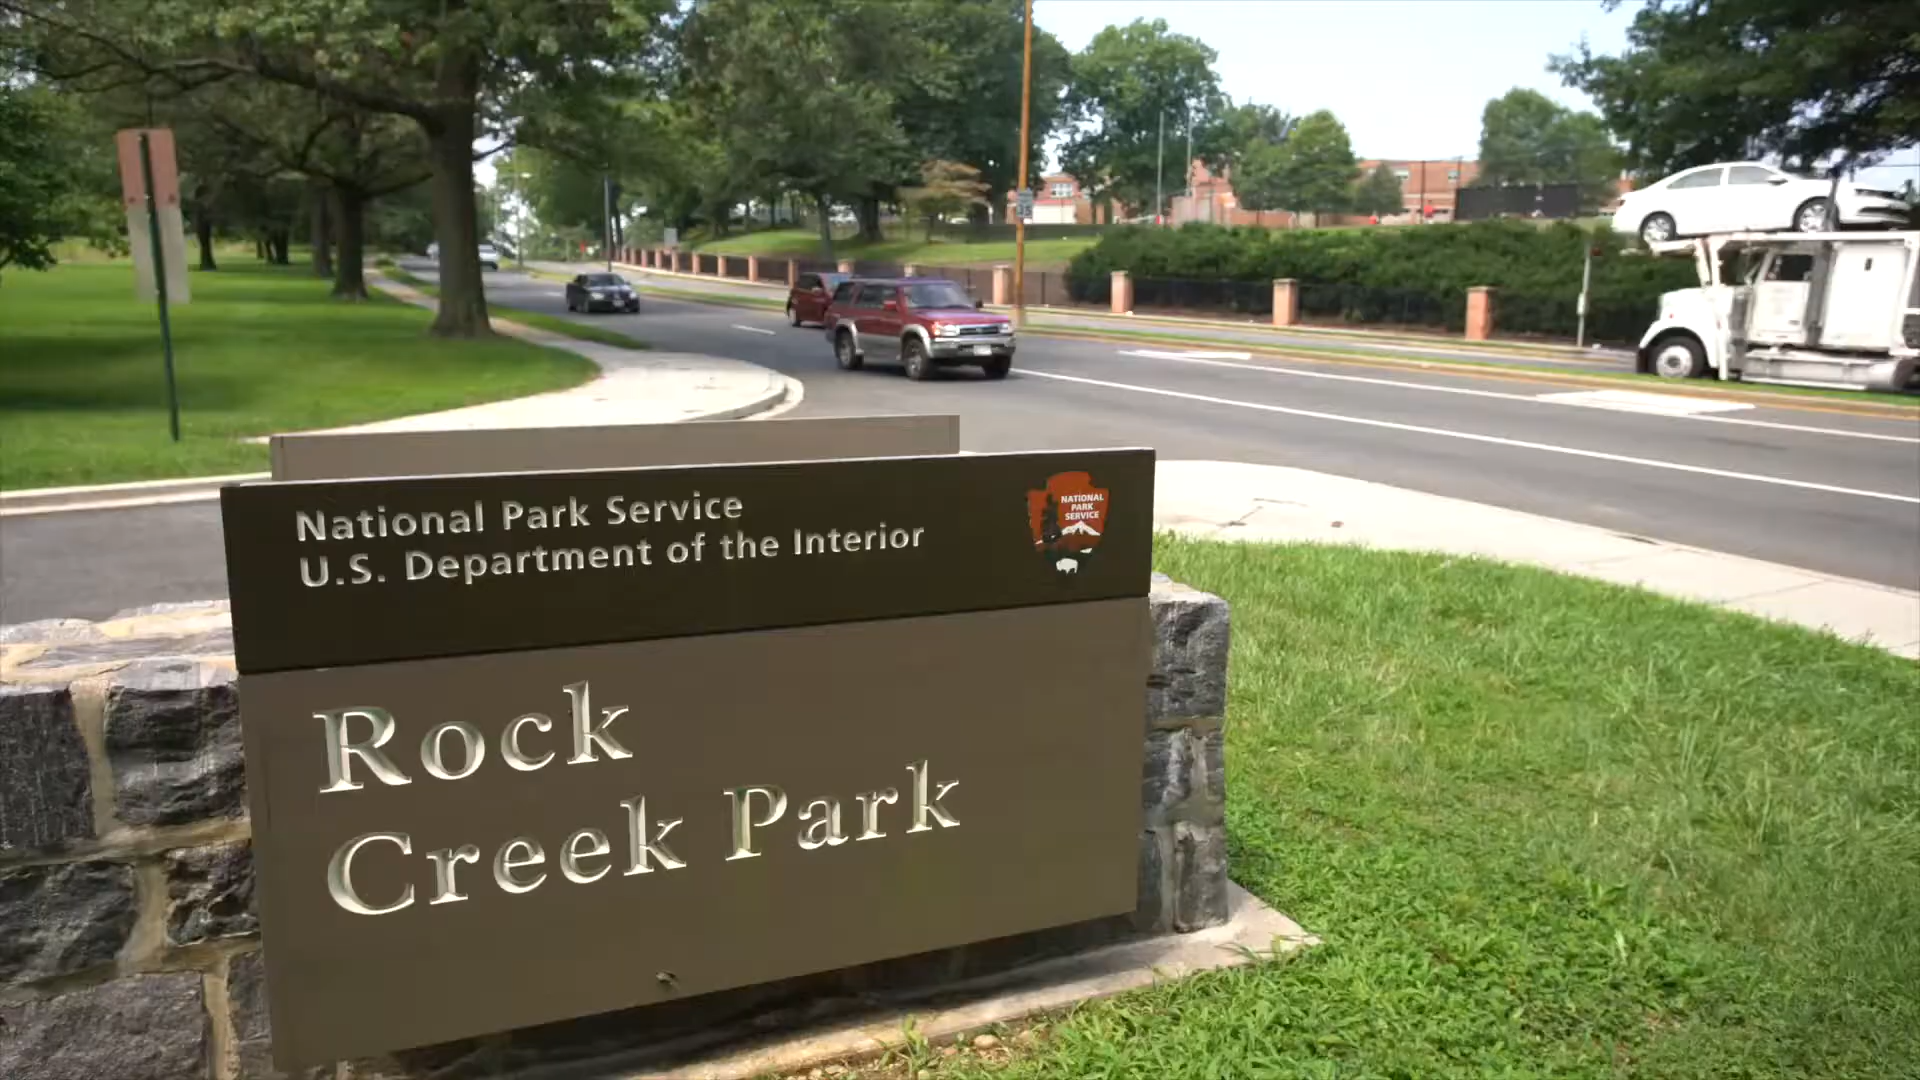 National Park Service
U.S. Department of the Interior
NATIONAL
PARK
SERVICE
Rock
Creek Park